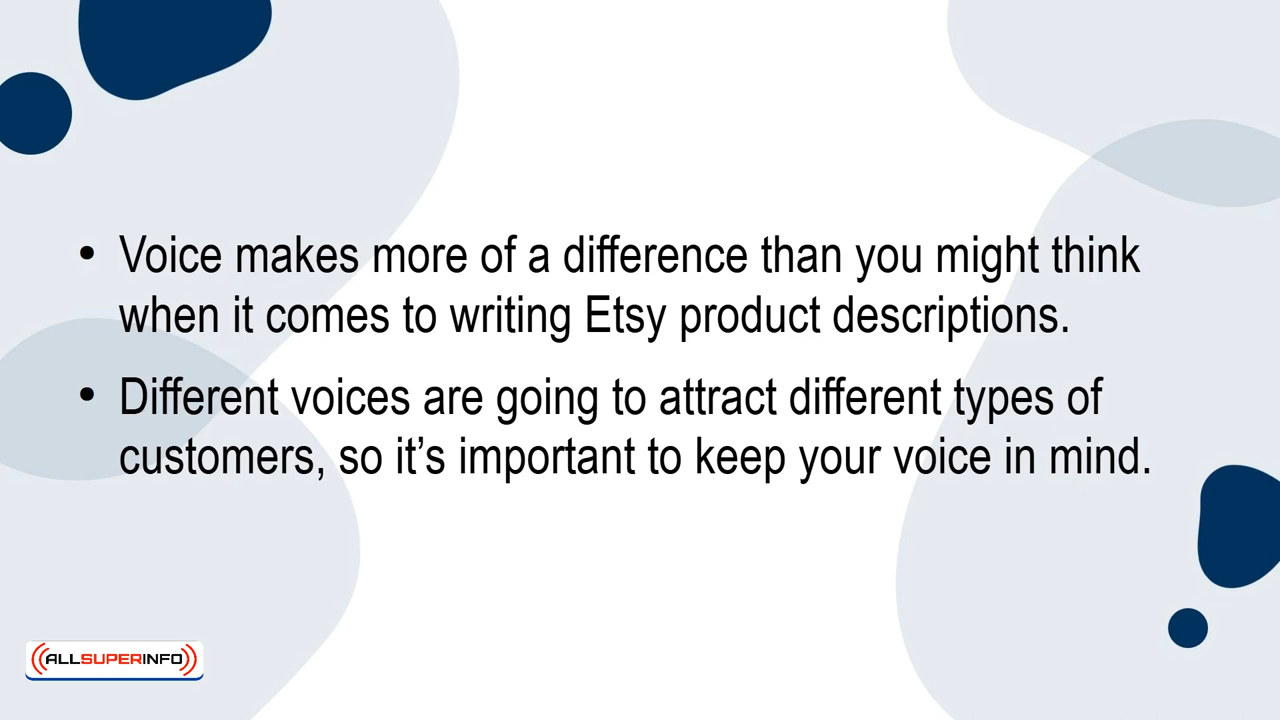 • Voice makes more of a difference than you might think
when it comes to writing Etsy product descriptions.
• Different voices are going to attract different types of
customers, so it’s important to keep your voice in mind.
ALLSUPERINFO